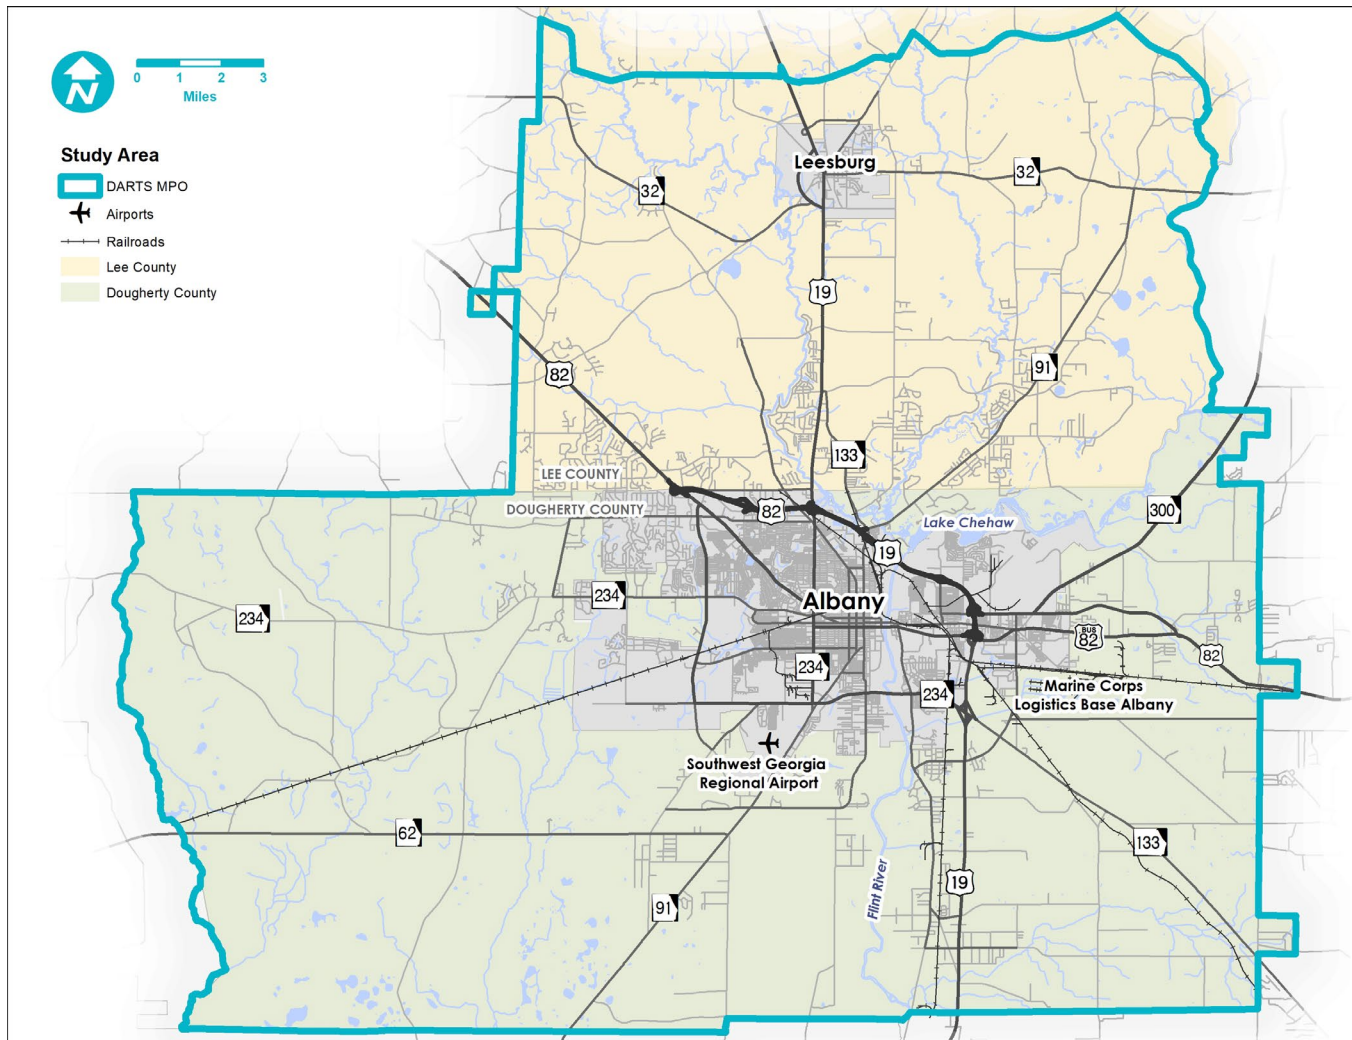 N
0 1 2 3
Miles
Study Area
DARTS MPO
Airports
Railroads
Lee County
Dougherty County
Leesburg
32
32
19
82
91
133
LEE COUNTY
DOUGHERTY COUNTY
82
300
Lake Chehaw
19
234
234
Albany
BUS
82
82
234
234
Marine Corps
Logistics Base Albany
Southwest Georgia
Regional Airport
62
133
Flint River
19
91